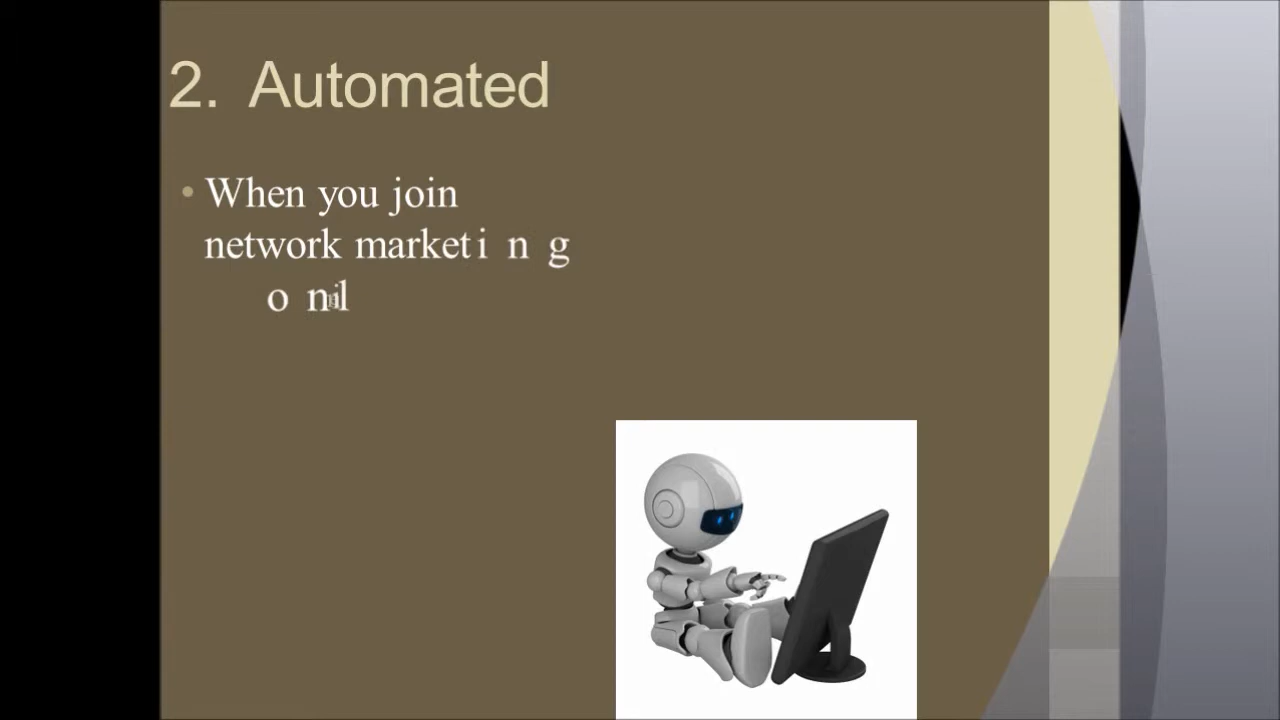 2. Automated
• When you join
network marketing